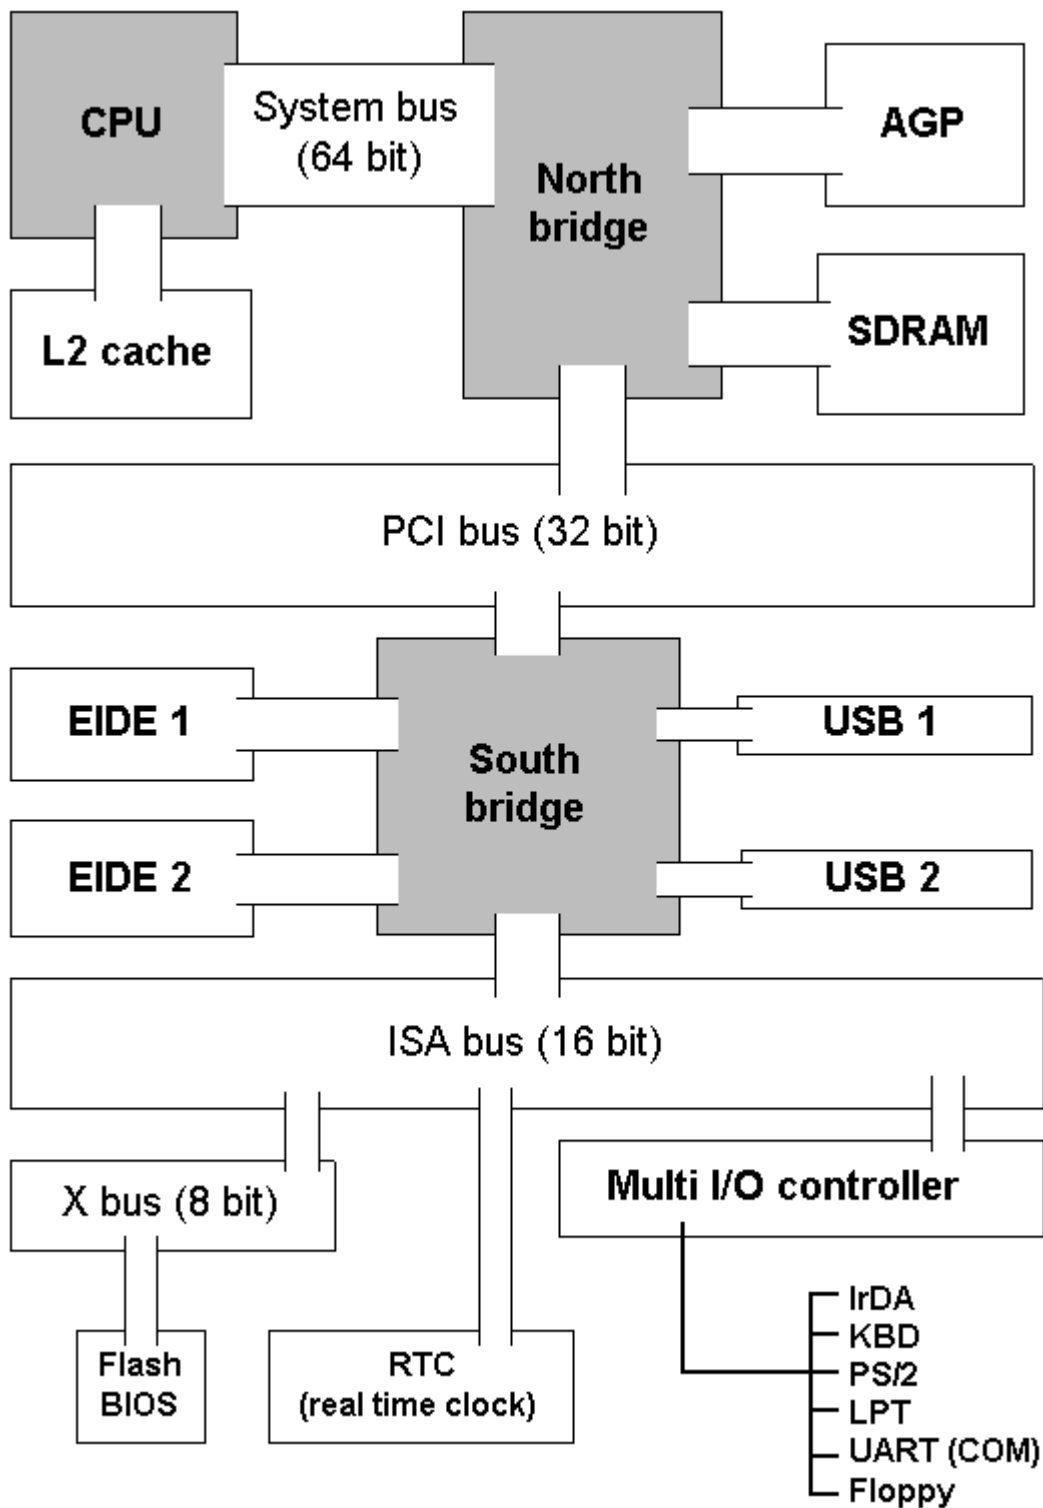 CPU
System bus
(64 bit)
North
bridge
AGP
SDRAM
L2 cache
PCI bus (32 bit)
EIDE 1
South
bridge
USB 1
EIDE 2
USB 2
ISA bus (16 bit)
X bus (8 bit)
Multi I/O controller
Flash
BIOS
RTC
(real time clock)
IrDA
KBD
PS/2
LPT
UART (COM)
Floppy